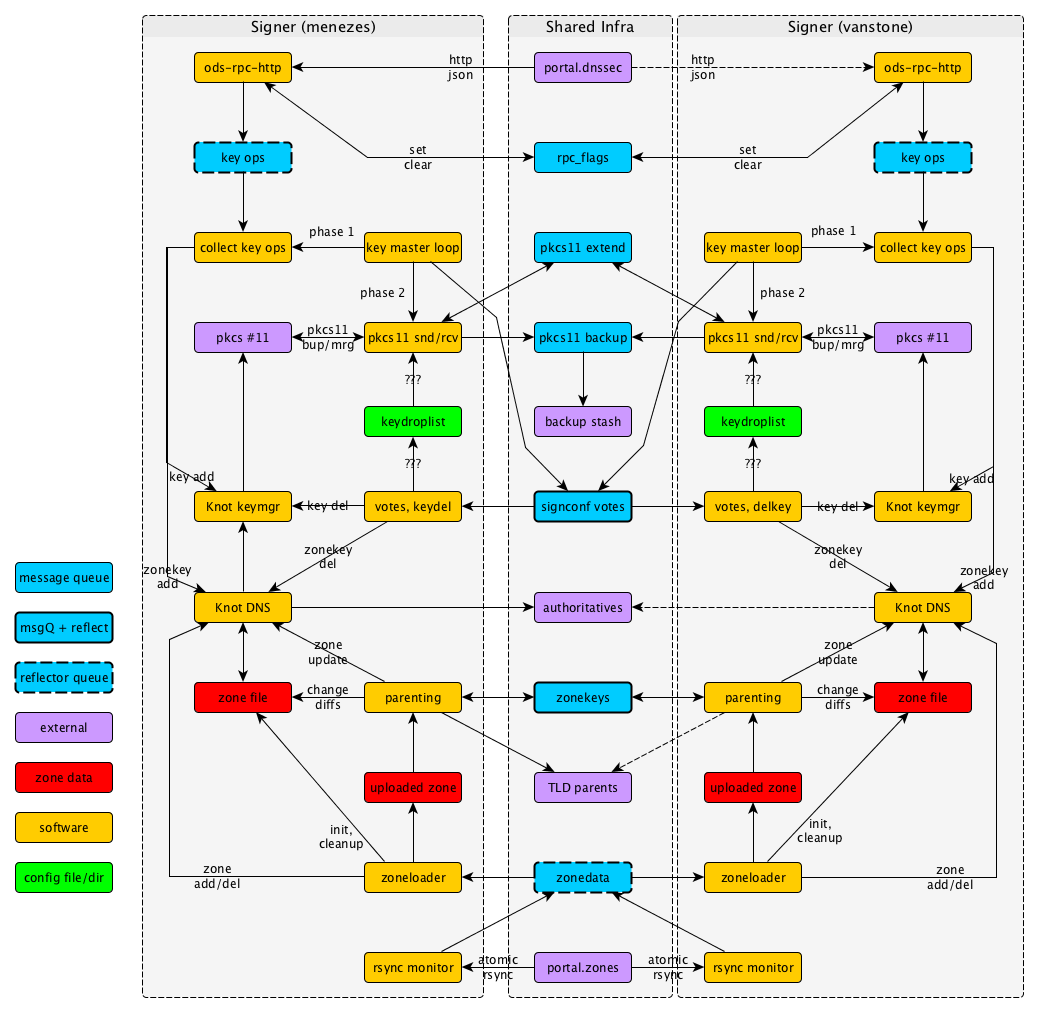 Signer (menezes)
Shared Infra
Signer (vanstone)
ods-rpc-http
http
json
portal.dnssec
http
json
ods-rpc-http
key ops
set
clear
rpc_flags
set
clear
key ops
collect key ops
phase 1
key master loop
pkcs11 extend
key master loop
phase 1
collect key ops
phase 2
phase 2
pkcs #11
pkcs11
bup/mrg
pkcs11 snd/rcv
pkcs11 backup
pkcs11 snd/rcv
pkcs11
bup/mrg
pkcs #11
???
???
keydroplist
backup stash
keydroplist
???
???
key add
key add
Knot keymgr
key del
votes, keydel
signconf votes
votes, delkey
key del
Knot keymgr
zonekey
del
zonekey
del
zonekey
add
zonekey
add
message queue
Knot DNS
authoritatives
Knot DNS
msgQ + reflect
zone
update
zone
update
reflector queue
zone file
change
diffs
parenting
zonekeys
parenting
change
diffs
zone file
external
zone data
uploaded zone
TLD parents
uploaded zone
software
init,
cleanup
init,
cleanup
config file/dir
zone
add/del
zoneloader
zonedata
zoneloader
zone
add/del
rsync monitor
atomic
rsync
portal.zones
atomic
rsync
rsync monitor